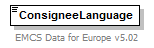 ConsigneeLanguage
EMCS Data for Europe v5.02